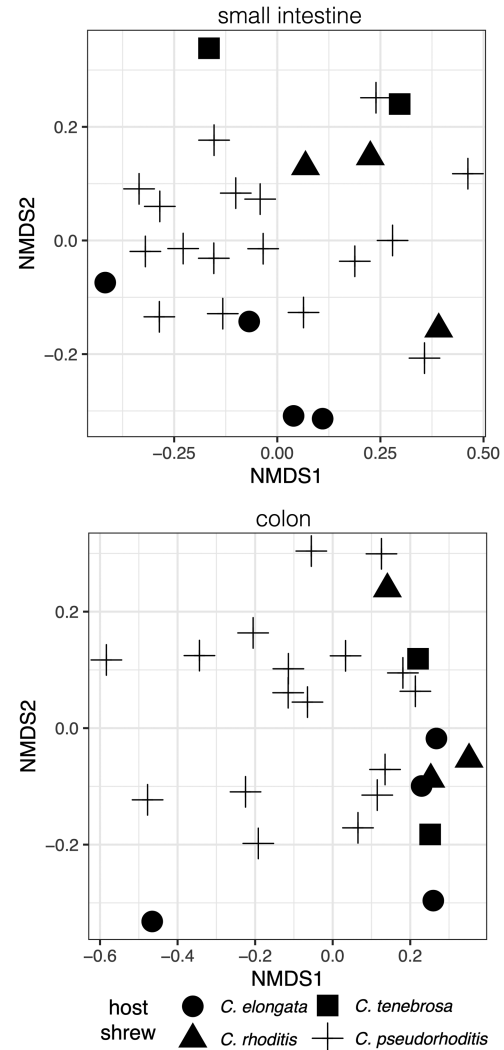 small intestine
NMDS2
0.2
0.0
−0.2
−0.25 0.00 0.25 0.50
NMDS1
colon
NMDS2
0.2
0.0
−0.2
−0.6 −0.4 −0.2 0.0 0.2
NMDS1
host shrew
C. elongata
C. tenebrosa
C. rhoditis
C. pseudorhoditis